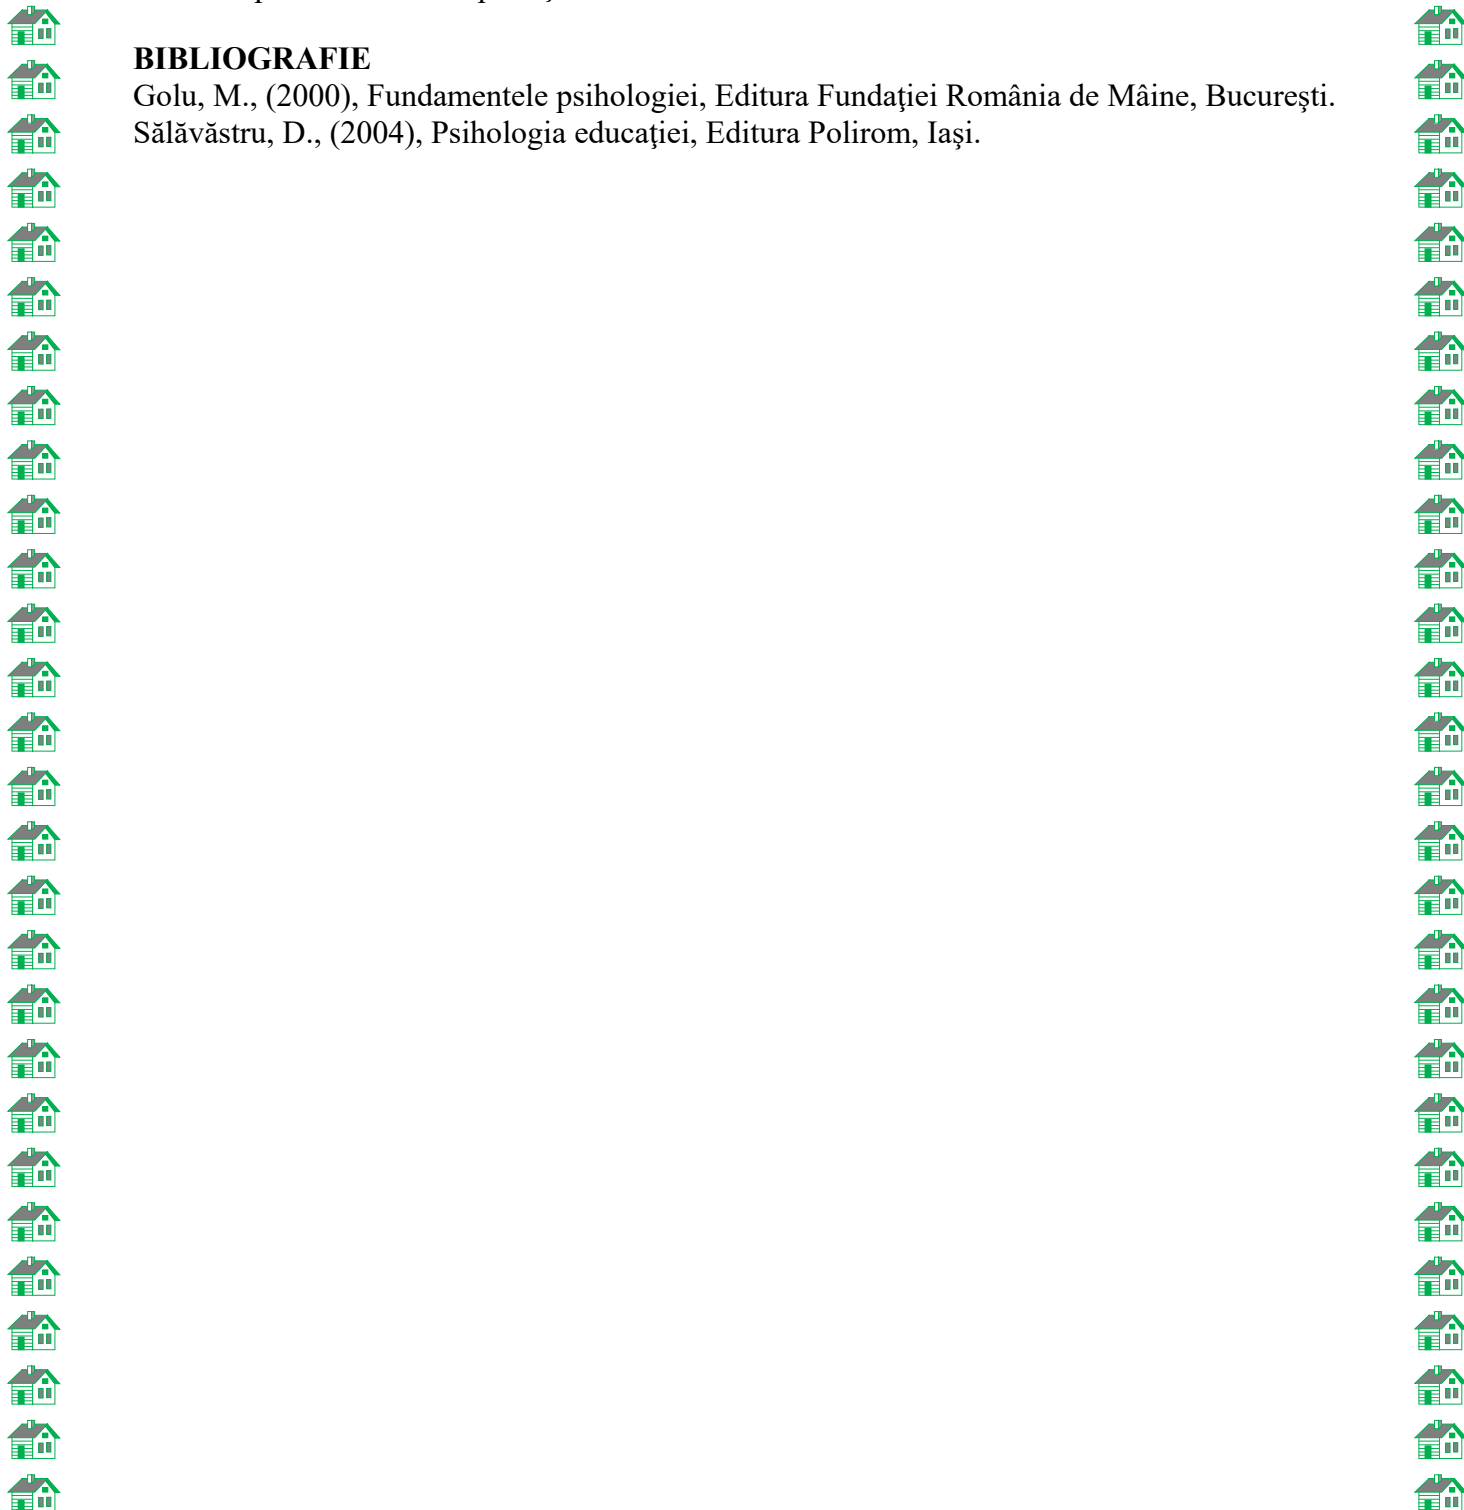 BIBLIOGRAFIE
Golu, M., (2000), Fundamentele psihologiei, Editura Fundaţiei România de Mâine, Bucureşti.
Sălăvăstru, D., (2004), Psihologia educaţiei, Editura Polirom, Iaşi.